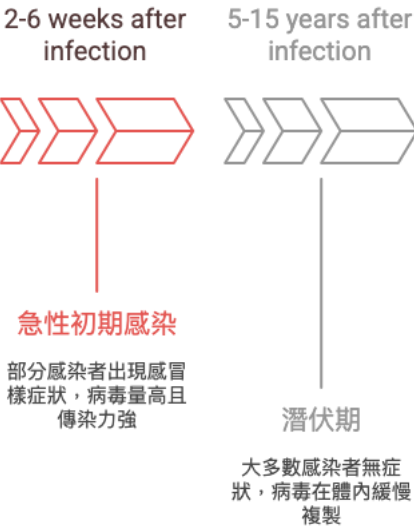 2-6 weeks after
infection
5-15 years after
infection
急性初期感染
部分感染者出現感冒
樣症狀，病毒量高且
傳染力強
潛伏期
大多數感染者無症
狀，病毒在體內緩慢
複製